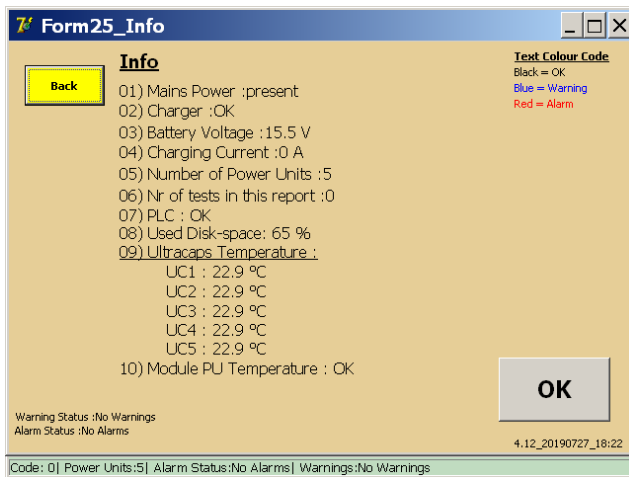 Form25_Info
Back
Info
01) Mains Power :present
02) Charger :OK
03) Battery Voltage :15.5 V
04) Charging Current :0 A
05) Number of Power Units :5
06) Nr of tests in this report :0
07) PLC : OK
08) Used Disk-space: 65 %
09) Ultracaps Temperature :
UC1 : 22.9 ºC
UC2 : 22.9 ºC
UC3 : 22.9 ºC
UC4 : 22.9 ºC
UC5 : 22.9 ºC
10) Module PU Temperature : OK
Text Colour Code
Black = OK
Blue = Warning
Red = Alarm
OK
Warning Status :No Warnings
Alarm Status :No Alarms
4.12_20190727_18:22
Code: 0| Power Units:5| Alarm Status:No Alarms| Warnings:No Warnings